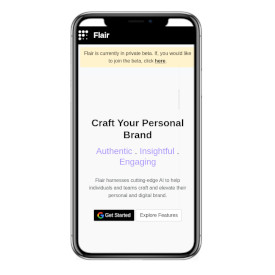 Flair
Flair is currently in private beta. If, you would like
to join the beta, click here.
Craft Your Personal
Brand
Authentic . Insightful .
Engaging
Flair harnesses cutting-edge AI to help
individuals and teams craft and elevate their
personal and digital brand.
Get Started
Explore Features